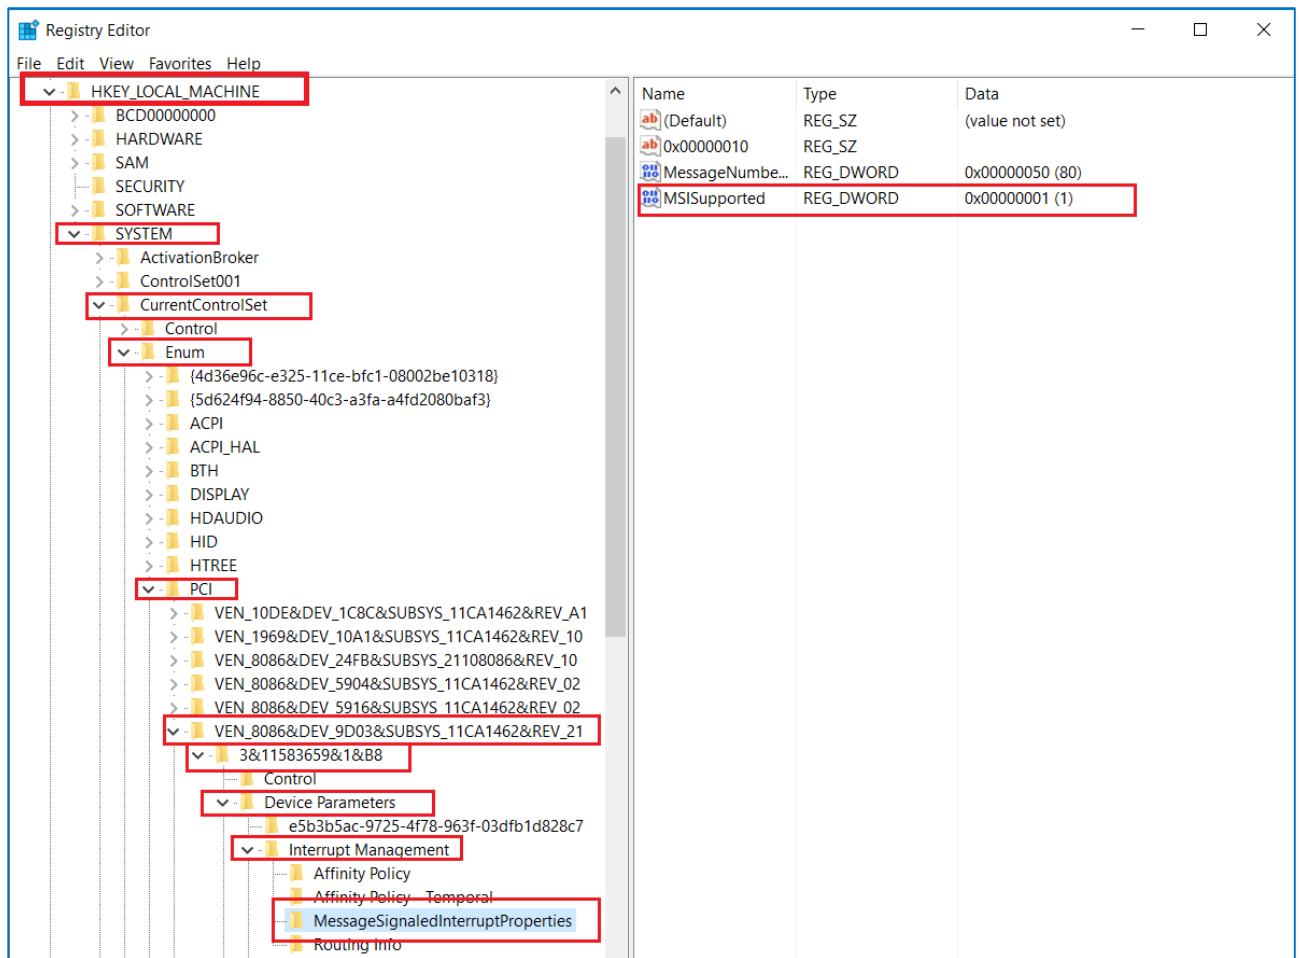 Registry Editor
File Edit View Favorites Help
HKEY_LOCAL_MACHINE
BCD00000000
HARDWARE
SAM
SECURITY
SOFTWARE
SYSTEM
ActivationBroker
ControlSet001
CurrentControlSet
Control
Enum
{4d36e96c-e325-11ce-bfc1-08002be10318}
{5d624f94-8850-40c3-a3fa-a4fd2080baf3}
ACPI
ACPI_HAL
BTH
DISPLAY
HDAUDIO
HID
HTREE
PCI
VEN_10DE&DEV_1C8C&SUBSYS_11CA1462&REV_A1
VEN_1969&DEV_10A1&SUBSYS_11CA1462&REV_10
VEN_8086&DEV_24FB&SUBSYS_21108086&REV_10
VEN_8086&DEV_5904&SUBSYS_11CA1462&REV_02
VEN_8086&DEV_5916&SUBSYS_11CA1462&REV_02
VEN_8086&DEV_9D03&SUBSYS_11CA1462&REV_21
3&11583659&1&B8
Control
Device Parameters
e5b3b5ac-9725-4f78-963f-03dfb1d828c7
Interrupt Management
Affinity Policy
Affinity Policy - Temporal
MessageSignaledInterruptProperties
Routing Info
Name Type Data
(Default) REG_SZ (value not set)
0x00000010 REG_SZ
MessageNumbe... REG_DWORD 0x00000050 (80)
MSISupported REG_DWORD 0x00000001 (1)